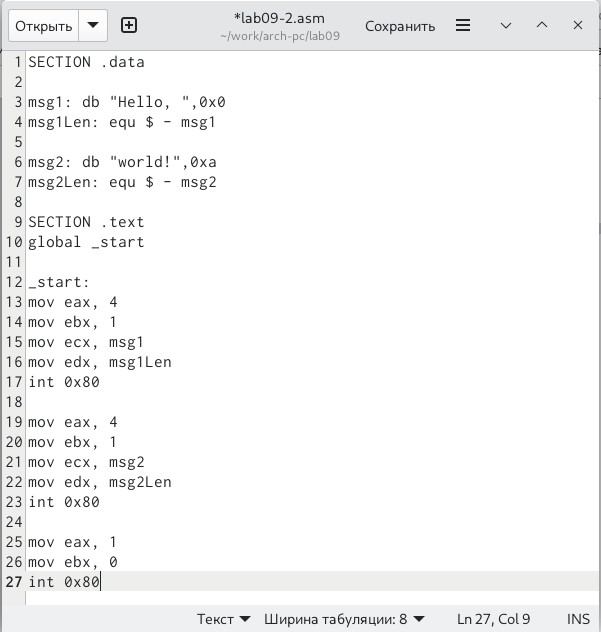 Открыть
*lab09-2.asm
~/work/arch-pc/lab09
Сохранить
1 SECTION .data
2
3 msg1: db "Hello, ",0x0
4 msg1Len: equ $ - msg1
5
6 msg2: db "world!",0xa
7 msg2Len: equ $ - msg2
8
9 SECTION .text
10 global _start
11
12 _start:
13 mov eax, 4
14 mov ebx, 1
15 mov ecx, msg1
16 mov edx, msg1Len
17 int 0x80
18
19 mov eax, 4
20 mov ebx, 1
21 mov ecx, msg2
22 mov edx, msg2Len
23 int 0x80
24
25 mov eax, 1
26 mov ebx, 0
27 int 0x80
Текст Ширина табуляции: 8 Ln 27, Col 9 INS